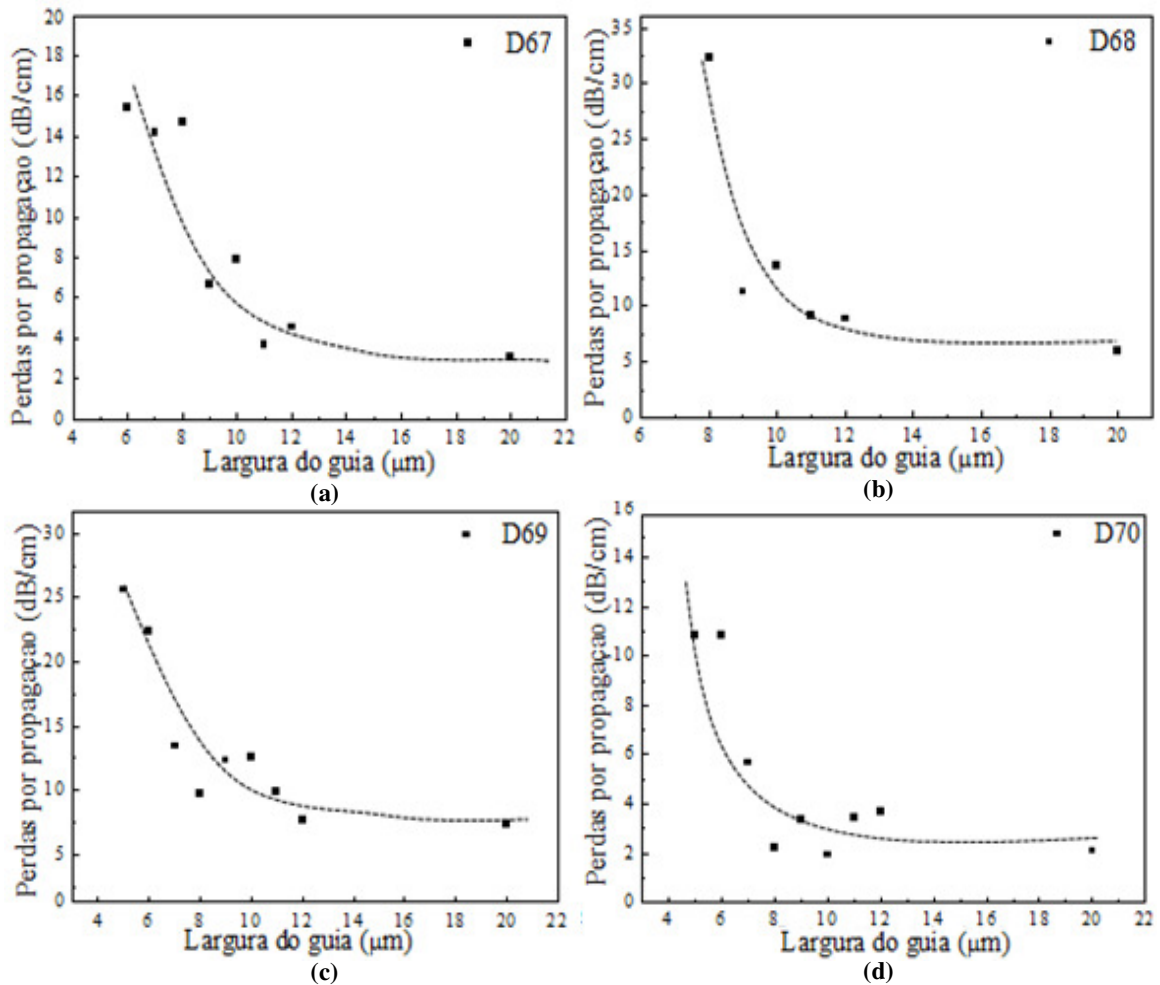 20
18
16
14
12
10
8
6
4
2
0
4 6 8 10 12 14 16 18 20 22
Perdas por propagaçao (dB/cm)
Largura do guia (µm)
D67
(a)
35
30
25
20
15
10
5
0
6 8 10 12 14 16 18 20
Perdas por propagaçao (dB/cm)
Largura do guia (µm)
D68
(b)
30
25
20
15
10
5
0
4 6 8 10 12 14 16 18 20 22
Perdas por propagaçao (dB/cm)
Largura do guia (µm)
D69
(c)
16
14
12
10
8
6
4
2
0
4 6 8 10 12 14 16 18 20 22
Perdas por propagaçao (dB/cm)
Largura do guia (µm)
D70
(d)